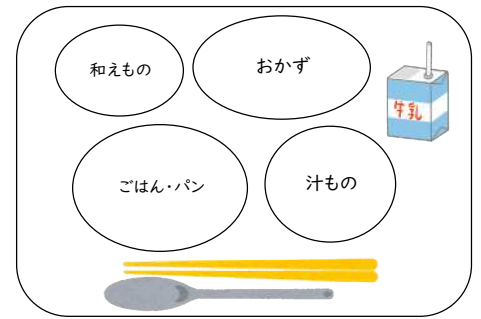 和えもの
おかず
牛乳
ごはん・パン
汁もの